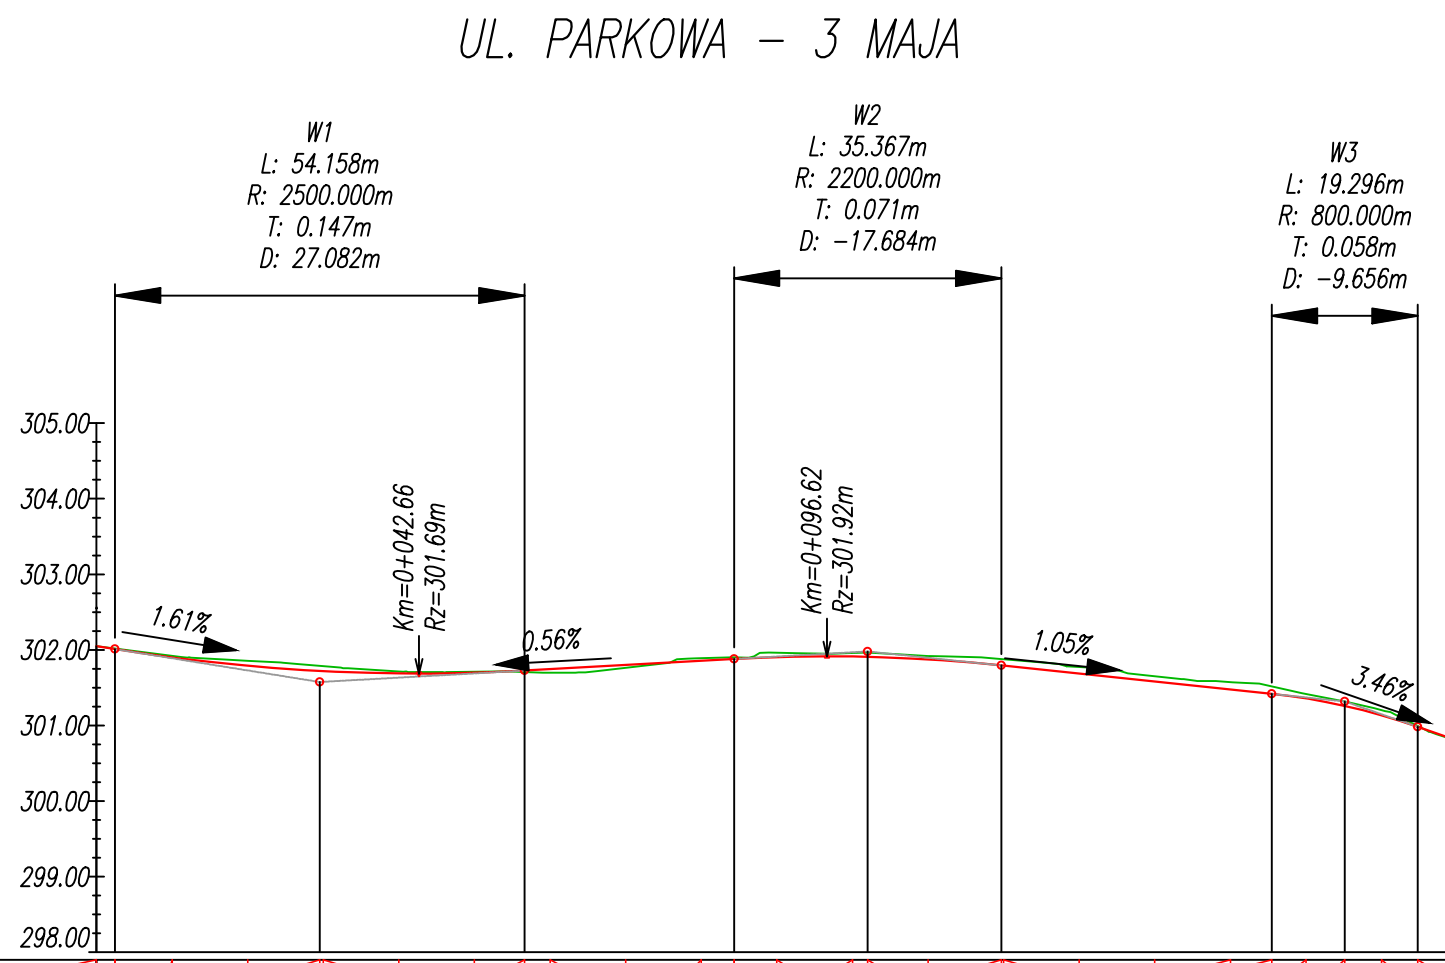 UL. PARKOWA - 3 MAJA
W1
L: 54.158m
R: 2500.000m
T: 0.147m
D: 27.082m
W2
L: 35.367m
R: 2200.000m
T: 0.071m
D: -17.684m
W3
L: 19.296m
R: 800.000m
T: 0.058m
D: -9.656m
305.00
304.00
303.00
302.00
301.00
300.00
299.00
298.00
1.61%
Km=0+042.66
Rz=301.69m
0.56%
Km=0+096.62
Rz=301.92m
1.05%
3.46%